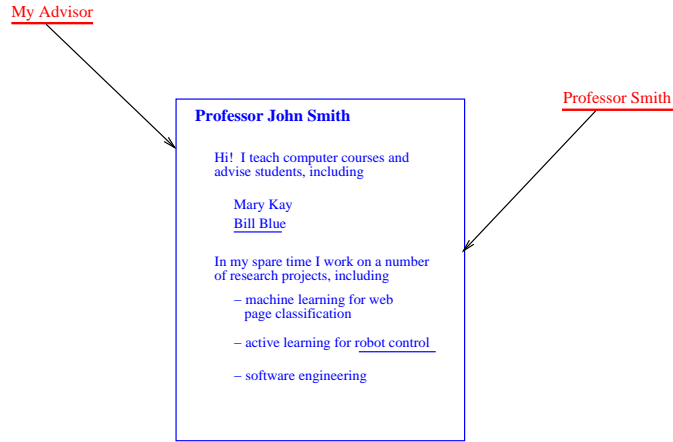 My Advisor
Professor Smith
Professor John Smith
Hi! I teach computer courses and
advise students, including
Mary Kay
Bill Blue
In my spare time I work on a number
of research projects, including
– machine learning for web
page classification
– active learning for robot control
– software engineering